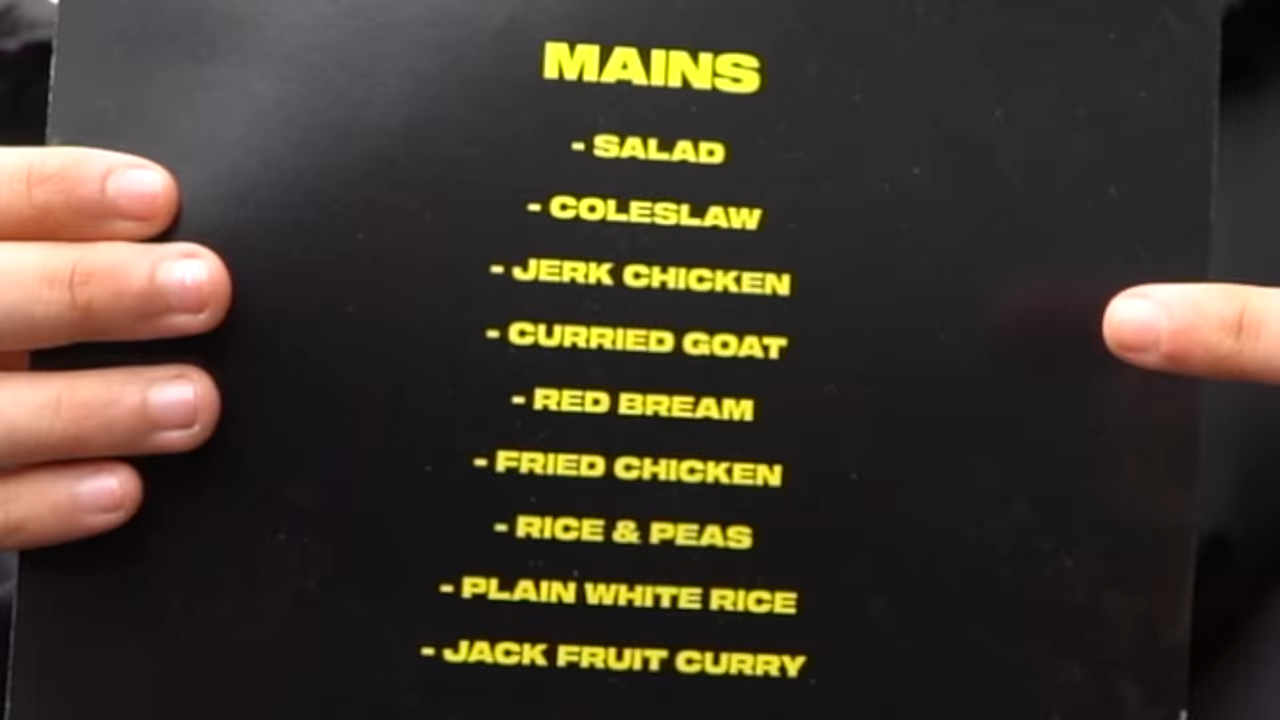 MAINS
- SALAD
- COLESLAW
- JERK CHICKEN
- CURRIED GOAT
- RED BREAM
- FRIED CHICKEN
- RICE & PEAS
- PLAIN WHITE RICE
- JACK FRUIT CURRY